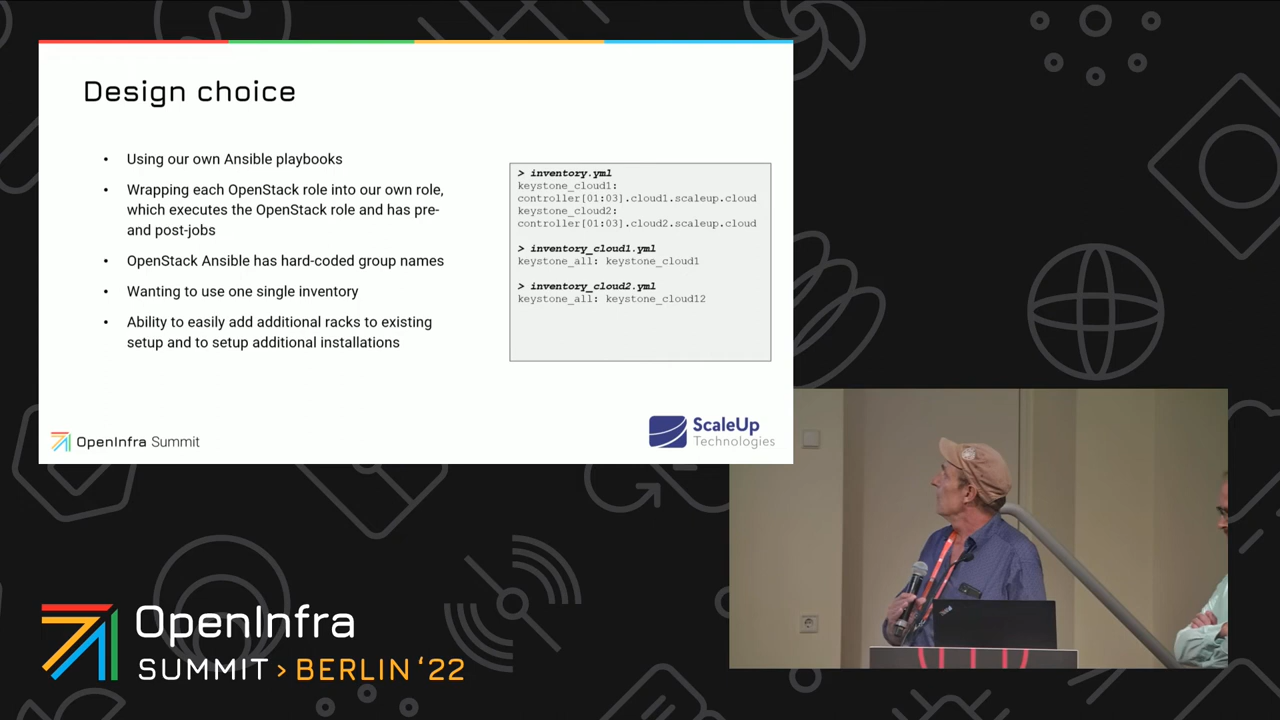 Design choice
• Using our own Ansible playbooks
• Wrapping each OpenStack role into our own role,
which executes the OpenStack role and has pre-
and post-jobs
• OpenStack Ansible has hard-coded group names
• Wanting to use one single inventory
• Ability to easily add additional racks to existing
setup and to setup additional installations
> inventory.yml
keystone_cloud1:
controller[01:03].cloud1.scaleup.cloud
keystone_cloud2:
controller[01:03].cloud2.scaleup.cloud
> inventory_cloud1.yml
keystone_all: keystone_cloud1
> inventory_cloud2.yml
keystone_all: keystone_cloud12
OpenInfra Summit
ScaleUp
Technologies
OpenInfra
SUMMIT > BERLIN ‘22